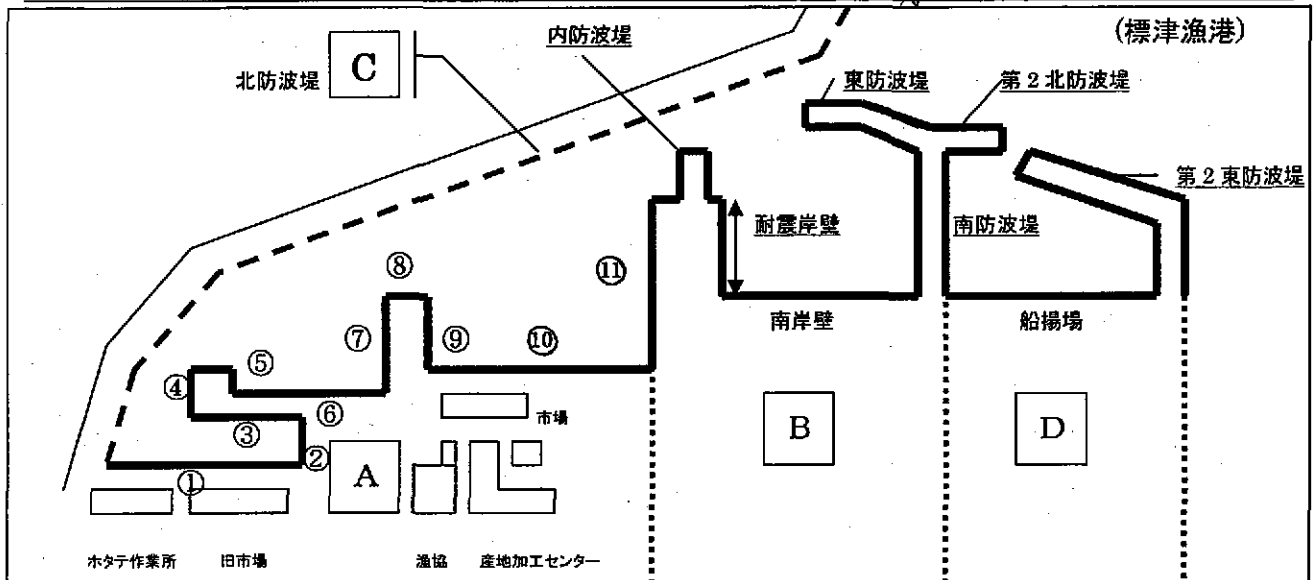 (標津漁港)
内防波堤
C
北防波堤
東防波堤
第2北防波堤
第2東防波堤
耐震岸壁
南防波堤
⑧
⑪
南岸壁
船揚場
⑦
⑨
⑩
⑤
④
⑥
③
②
①
市場
A
B
D
ホタテ作業所
旧市場
漁協
産地加工センター